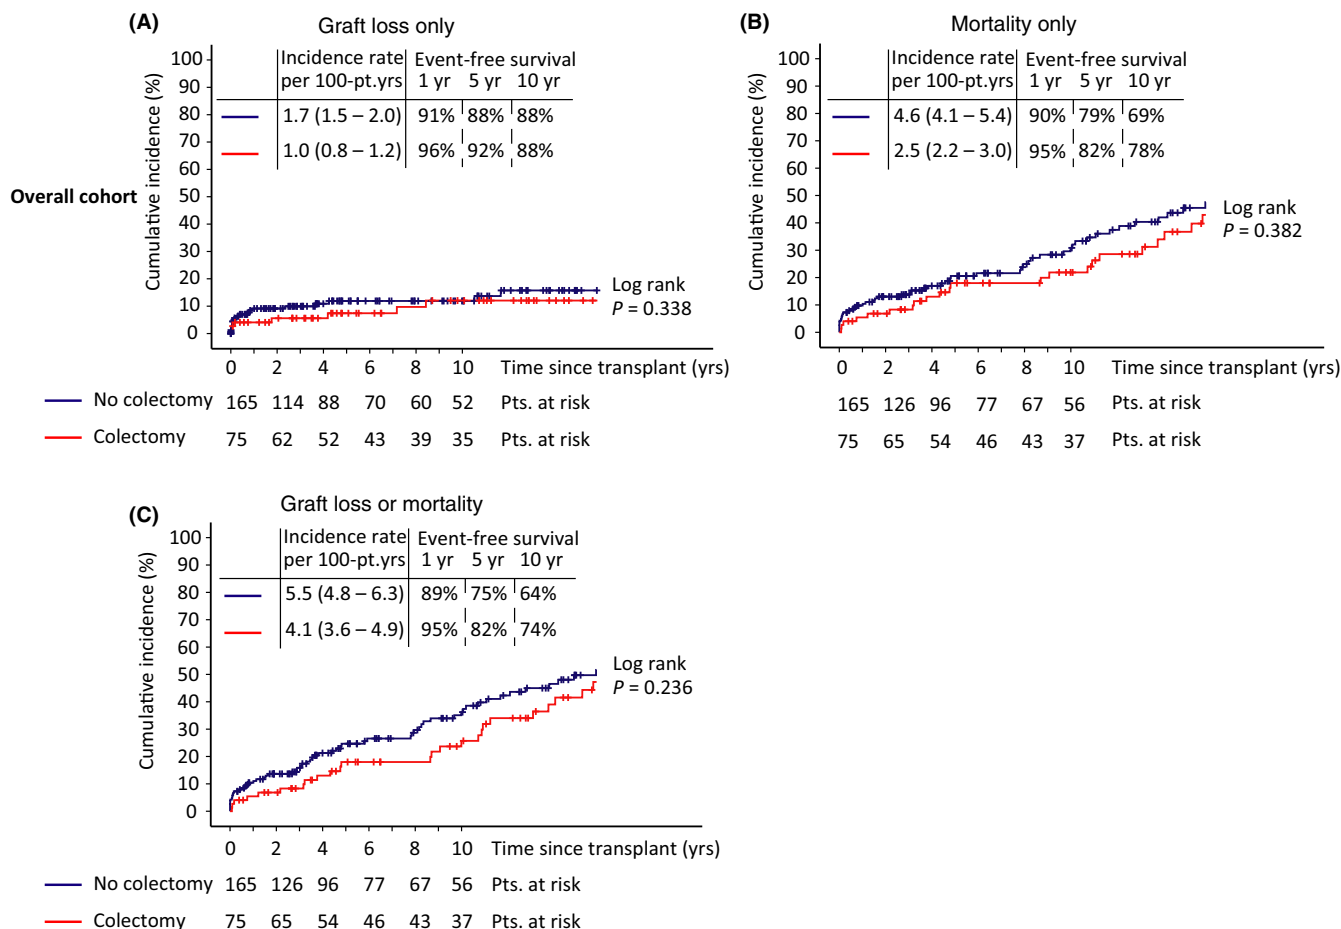 (A)
Graft loss only
Incidence rate Event-free survival
per 100-pt.yrs 1 yr 5 yr 10 yr
1.7 (1.5 – 2.0) 91% 88% 88%
1.0 (0.8 – 1.2) 96% 92% 88%
Overall cohort
Cumulative incidence (%)
100
90
80
70
60
50
40
30
20
10
0
Log rank
P = 0.338
0 2 4 6 8 10 Time since transplant (yrs)
No colectomy 165 114 88 70 60 52 Pts. at risk
Colectomy 75 62 52 43 39 35 Pts. at risk
(B)
Mortality only
Incidence rate Event-free survival
per 100-pt.yrs 1 yr 5 yr 10 yr
4.6 (4.1 – 5.4) 90% 79% 69%
2.5 (2.2 – 3.0) 95% 82% 78%
Cumulative incidence (%)
100
90
80
70
60
50
40
30
20
10
0
Log rank
P = 0.382
0 2 4 6 8 10 Time since transplant (yrs)
165 126 96 77 67 56 Pts. at risk
75 65 54 46 43 37 Pts. at risk
(C)
Graft loss or mortality
Incidence rate Event-free survival
per 100-pt.yrs 1 yr 5 yr 10 yr
5.5 (4.8 – 6.3) 89% 75% 64%
4.1 (3.6 – 4.9) 95% 82% 74%
Cumulative incidence (%)
100
90
80
70
60
50
40
30
20
10
0
Log rank
P = 0.236
0 2 4 6 8 10 Time since transplant (yrs)
No colectomy 165 126 96 77 67 56 Pts. at risk
Colectomy 75 65 54 46 43 37 Pts. at risk